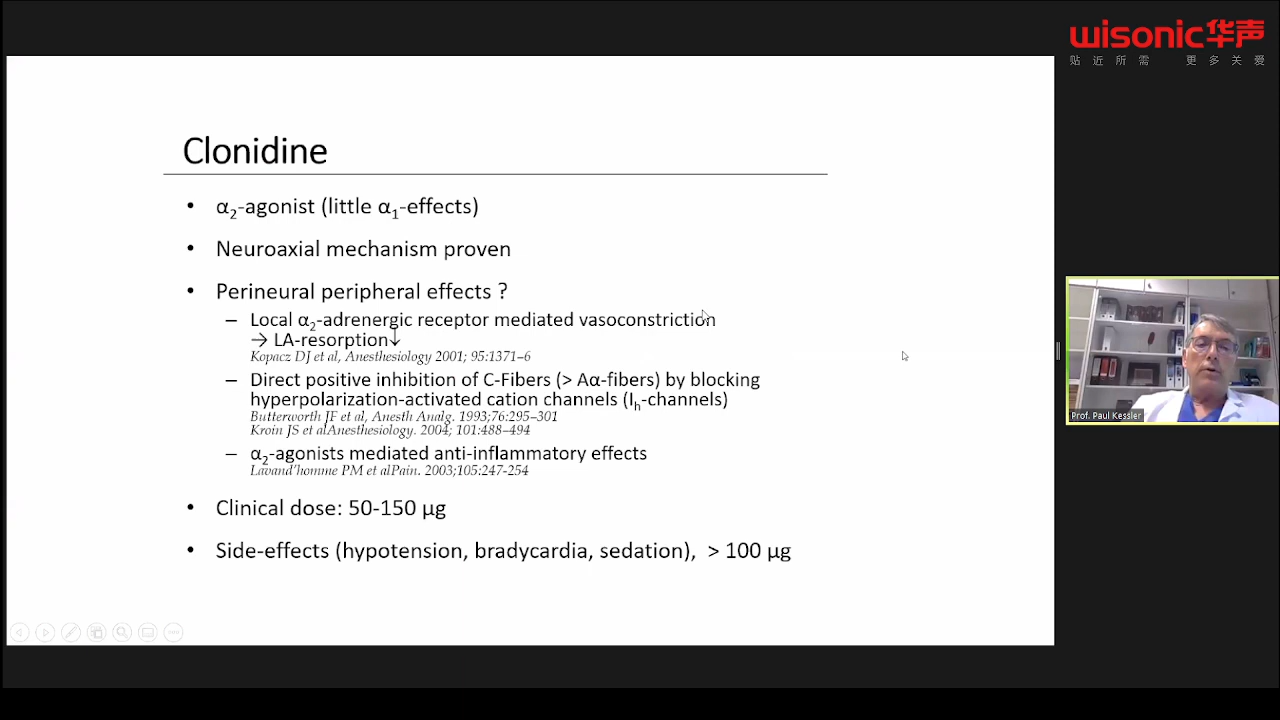 wisonic华声
贴近所需 更多关爱
Clonidine
• α₂-agonist (little α₁-effects)
• Neuroaxial mechanism proven
• Perineural peripheral effects ?
– Local α₂-adrenergic receptor mediated vasoconstriction
→ LA-resorption↓
Kopacz DJ et al, Anesthesiology 2001; 95:1371–6
– Direct positive inhibition of C-Fibers (> Aα-fibers) by blocking
hyperpolarization-activated cation channels (Iₕ-channels)
Butterworth JF et al, Anesth Analg. 1993;76:295–301
Kroin JS et alAnesthesiology. 2004; 101:488–494
– α₂-agonists mediated anti-inflammatory effects
Lavand'homme PM et alPain. 2003;105:247-254
• Clinical dose: 50-150 µg
• Side-effects (hypotension, bradycardia, sedation), > 100 µg
Prof. Paul Kessler